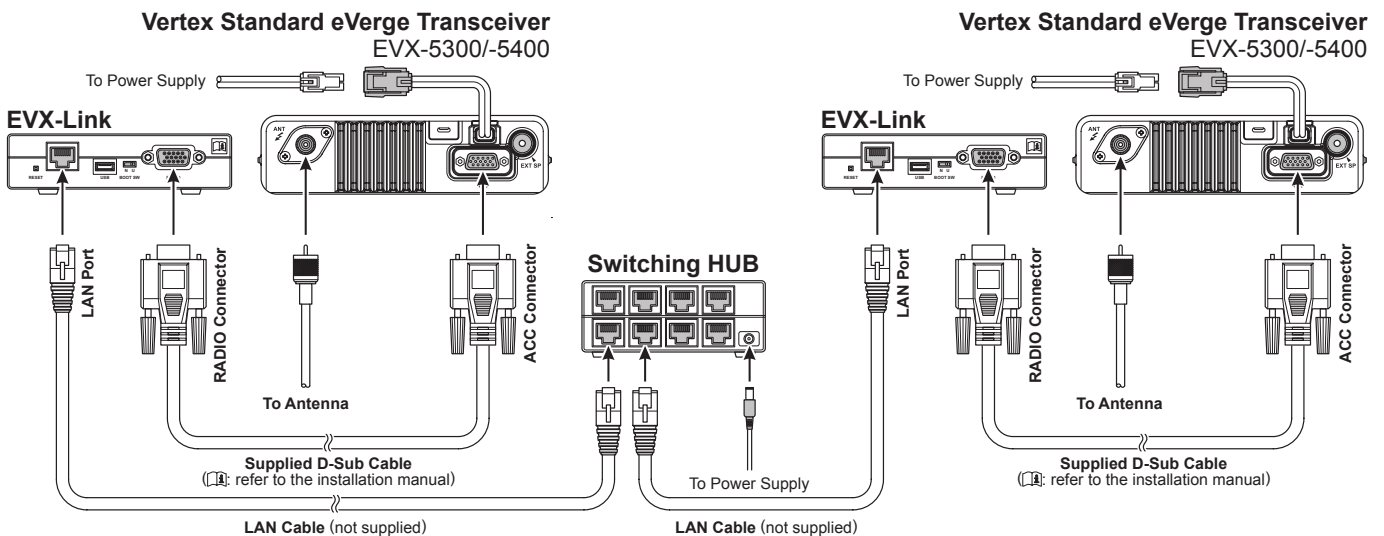 Vertex Standard eVerge Transceiver
EVX-5300/-5400
To Power Supply
EVX-Link
ANT
EXT SP
RESET
USB
N U
BOOT SW
LAN Port
RADIO Connector
ACC Connector
To Antenna
Supplied D-Sub Cable
(: refer to the installation manual)
LAN Cable (not supplied)
Switching HUB
To Power Supply
LAN Cable (not supplied)
Vertex Standard eVerge Transceiver
EVX-5300/-5400
To Power Supply
EVX-Link
ANT
EXT SP
RESET
USB
N U
BOOT SW
LAN Port
RADIO Connector
ACC Connector
To Antenna
Supplied D-Sub Cable
(: refer to the installation manual)